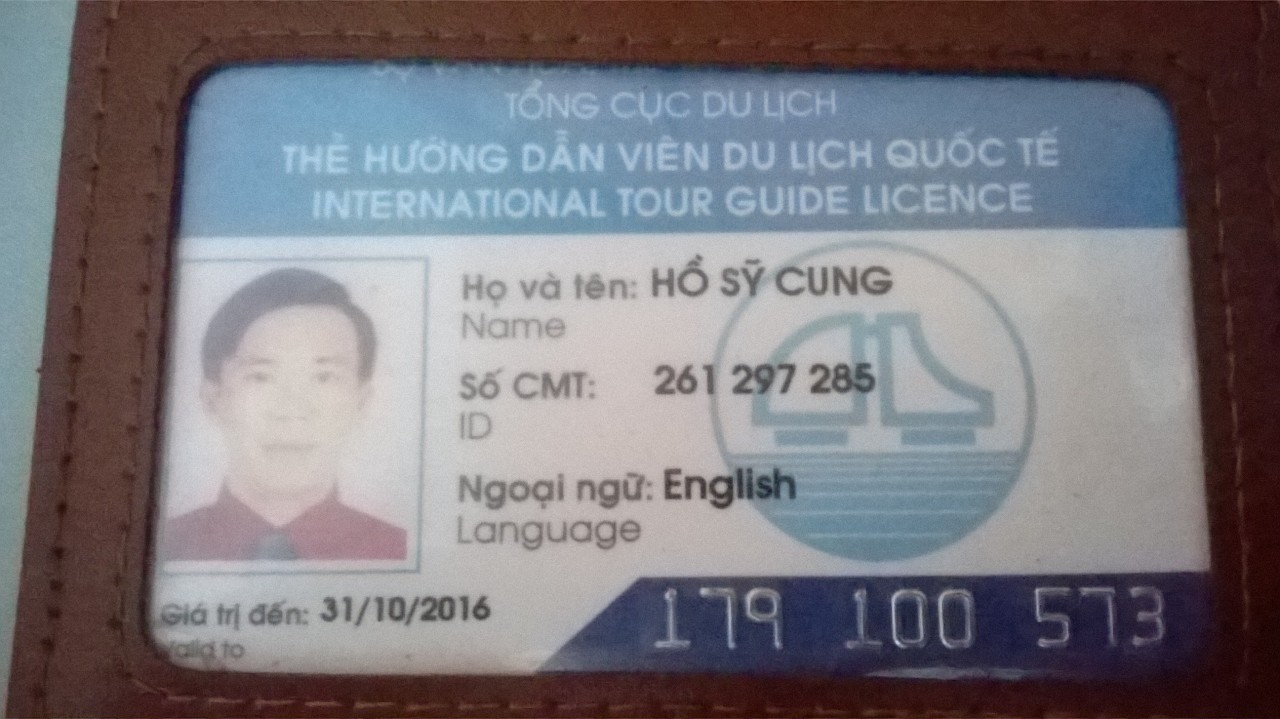 TỔNG CỤC DU LỊCH
THẺ HƯỚNG DẪN VIÊN DU LỊCH QUỐC TẾ
INTERNATIONAL TOUR GUIDE LICENCE
Họ và tên: HỒ SỸ CUNG
Name
Số CMT: 261 297 285
ID
Ngoại ngữ: English
Language
Giá trị đến: 31/10/2016
Valid to
179 100 573